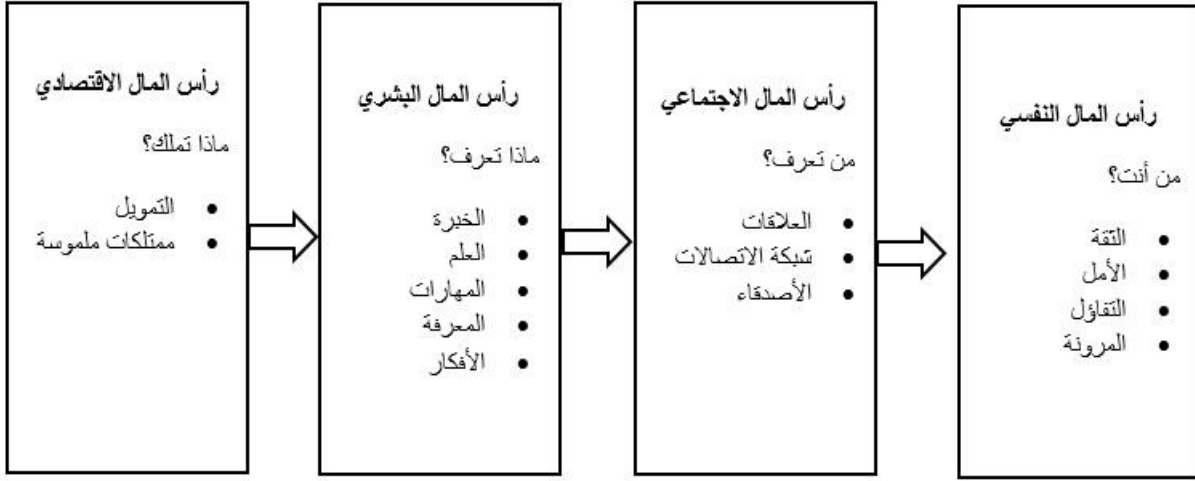 رأس المال الاقتصادي
ماذا تملك؟
• التمويل
• ممتلكات ملموسة
رأس المال البشري
ماذا تعرف؟
• الخبرة
• العلم
• المهارات
• المعرفة
• الأفكار
رأس المال الاجتماعي
من تعرف؟
• العلاقات
• شبكة الاتصالات
• الأصدقاء
رأس المال النفسي
من أنت؟
• الثقة
• الأمل
• التفاؤل
• المرونة